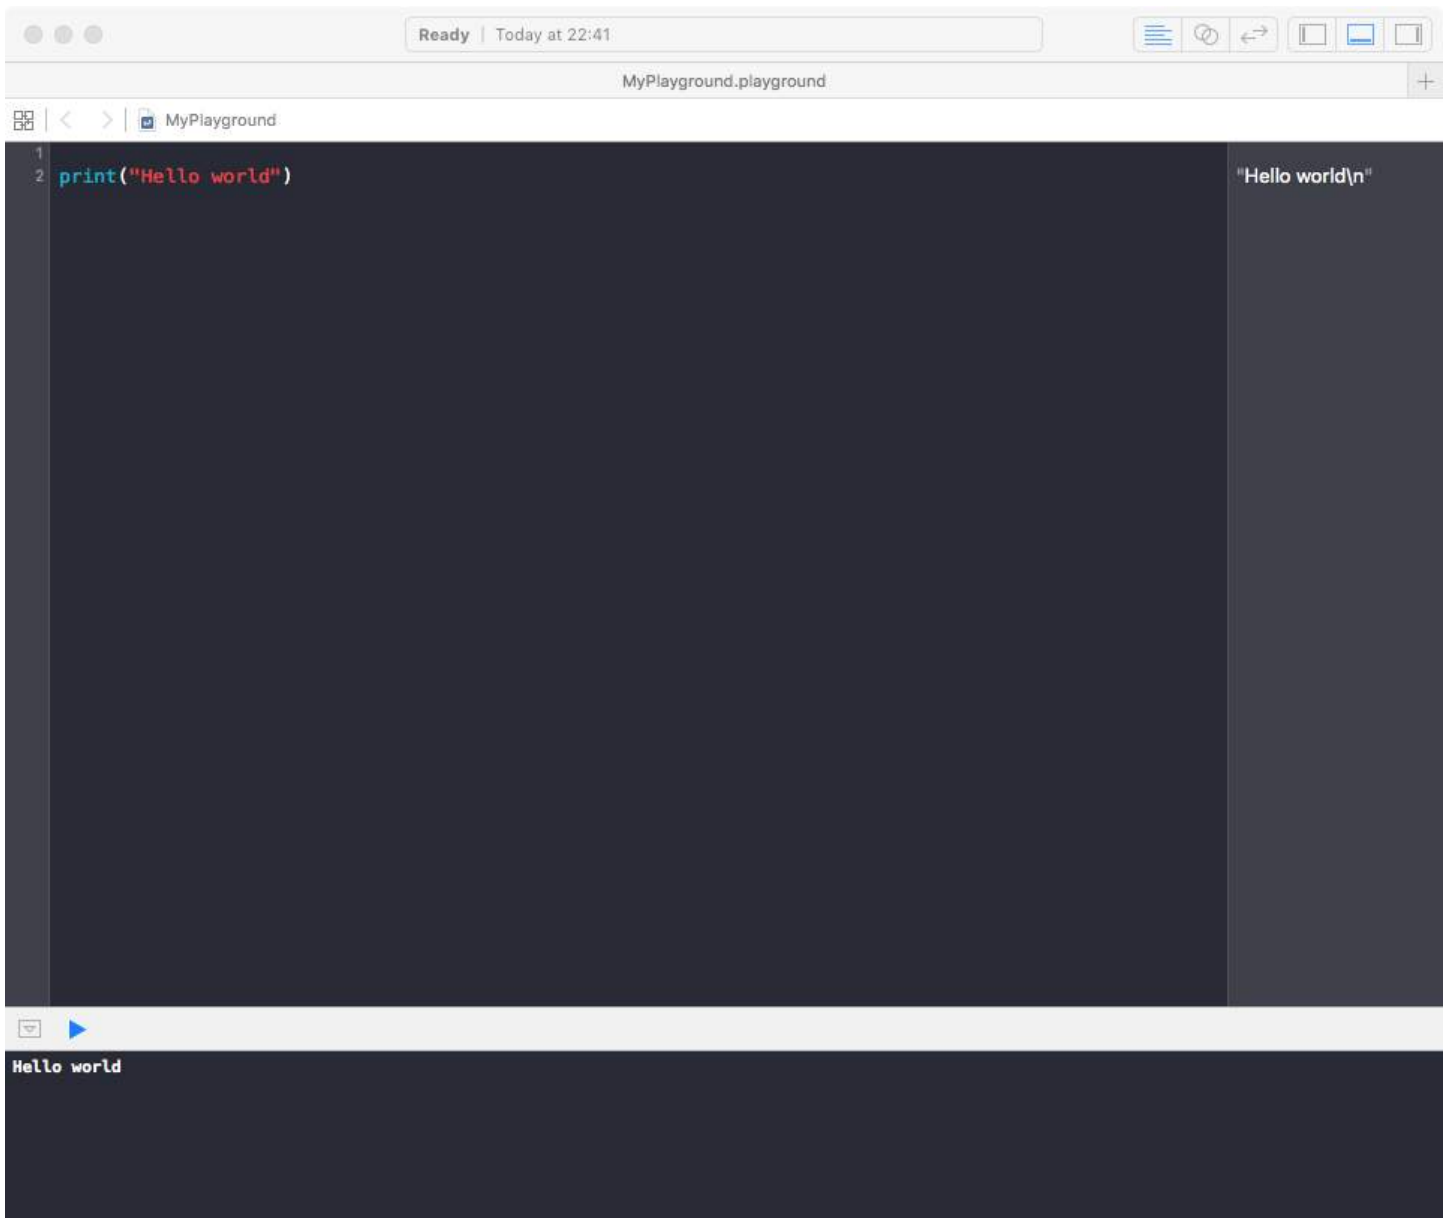 Ready | Today at 22:41
MyPlayground.playground
MyPlayground
1
2 print("Hello world") "Hello world\n"
Hello world